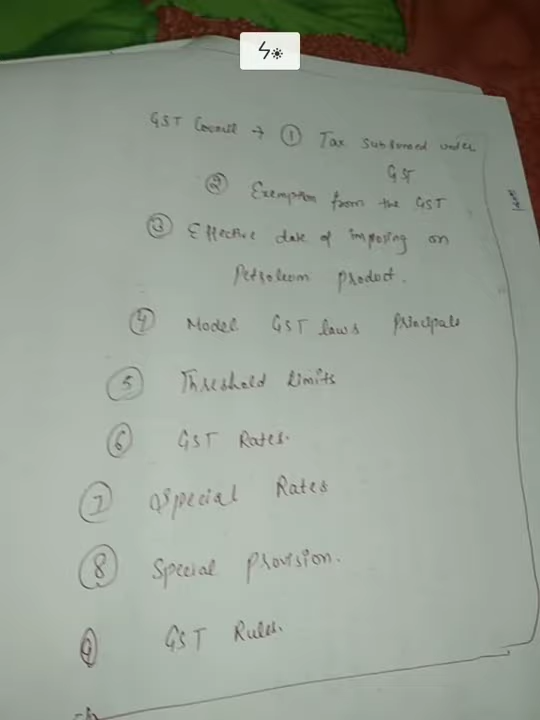 GST Council → ① Tax subsumed under
GST
② Exemption from the GST
③ Effective date of imposing on
Petroleum product.
④ Model GST laws principals
⑤ Threshold limits
⑥ GST Rates.
⑦ Special Rates
⑧ Special provision.
⑨ GST Rules.